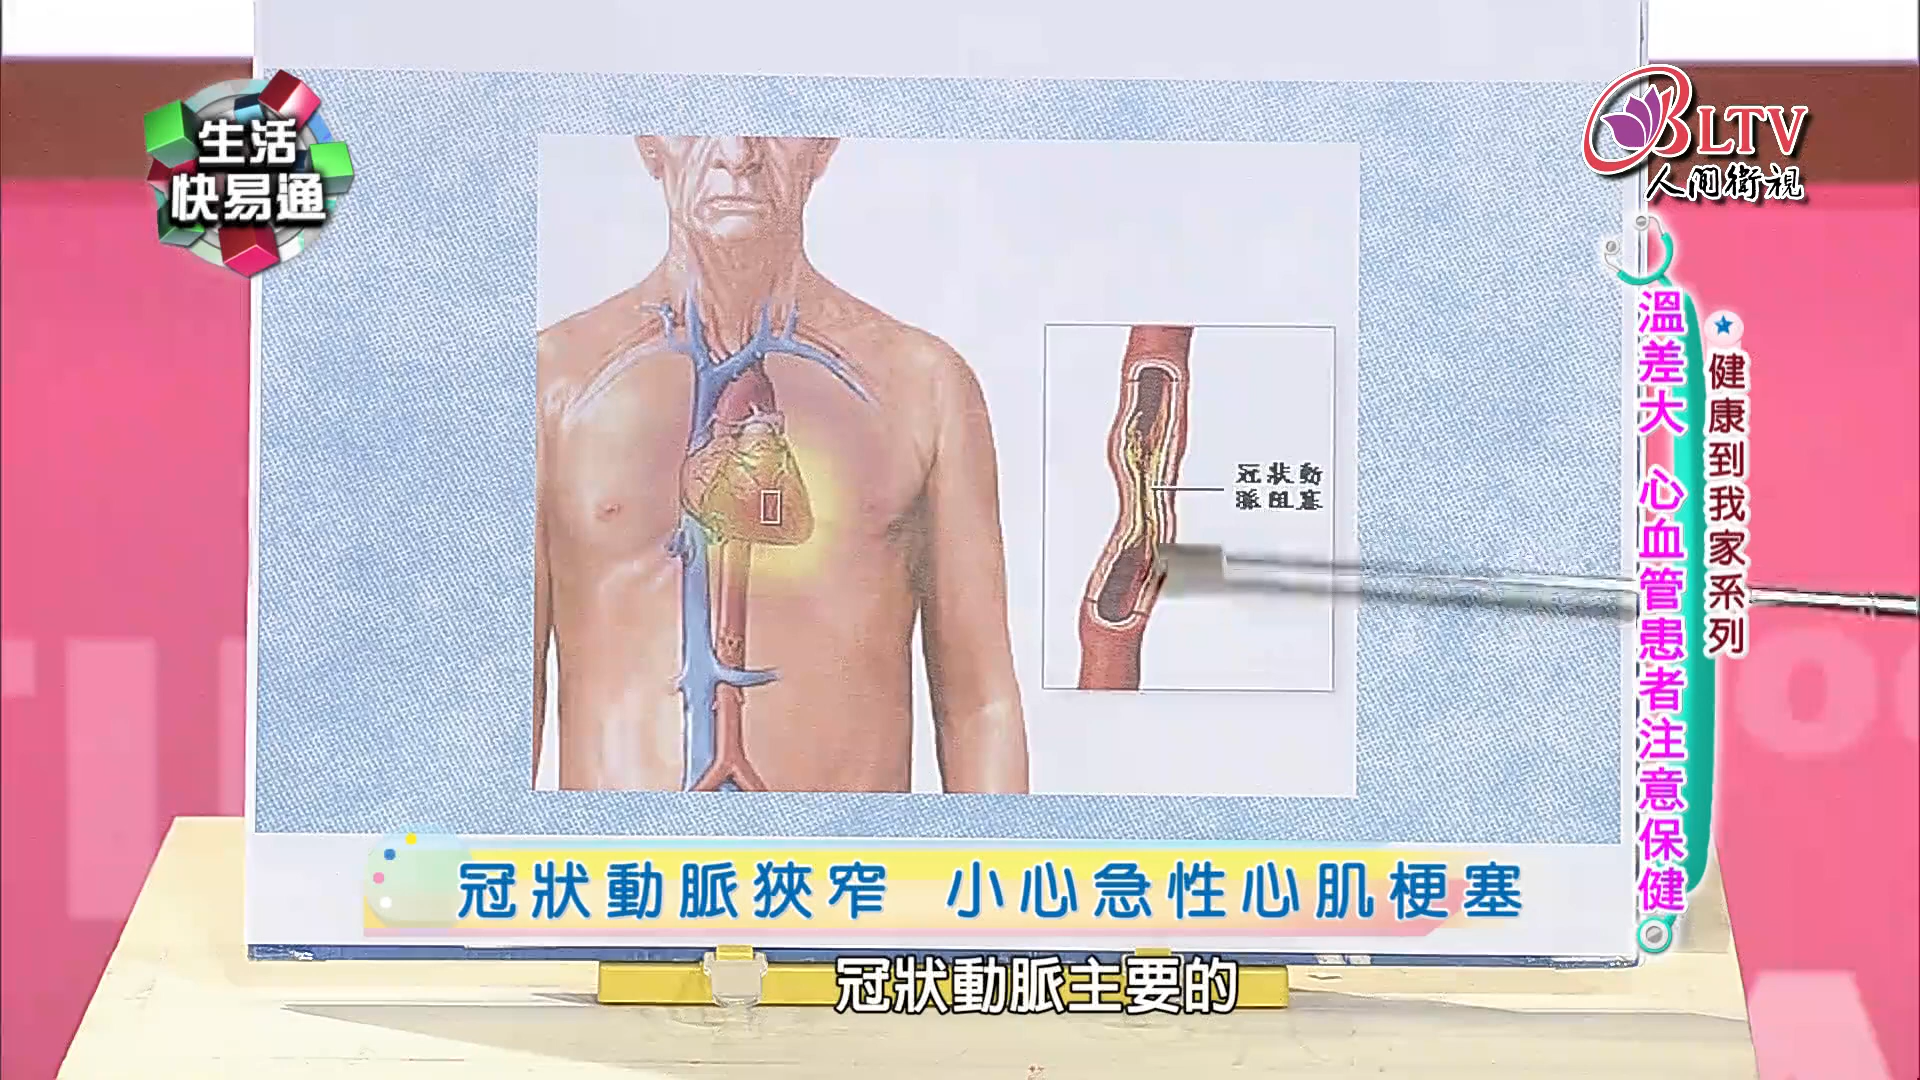 生活
快易通
BLTV
人間衛視
健康到我家系列
溫差大 心血管患者注意保健
冠狀動
脈阻塞
冠狀動脈狹窄 小心急性心肌梗塞
冠狀動脈主要的